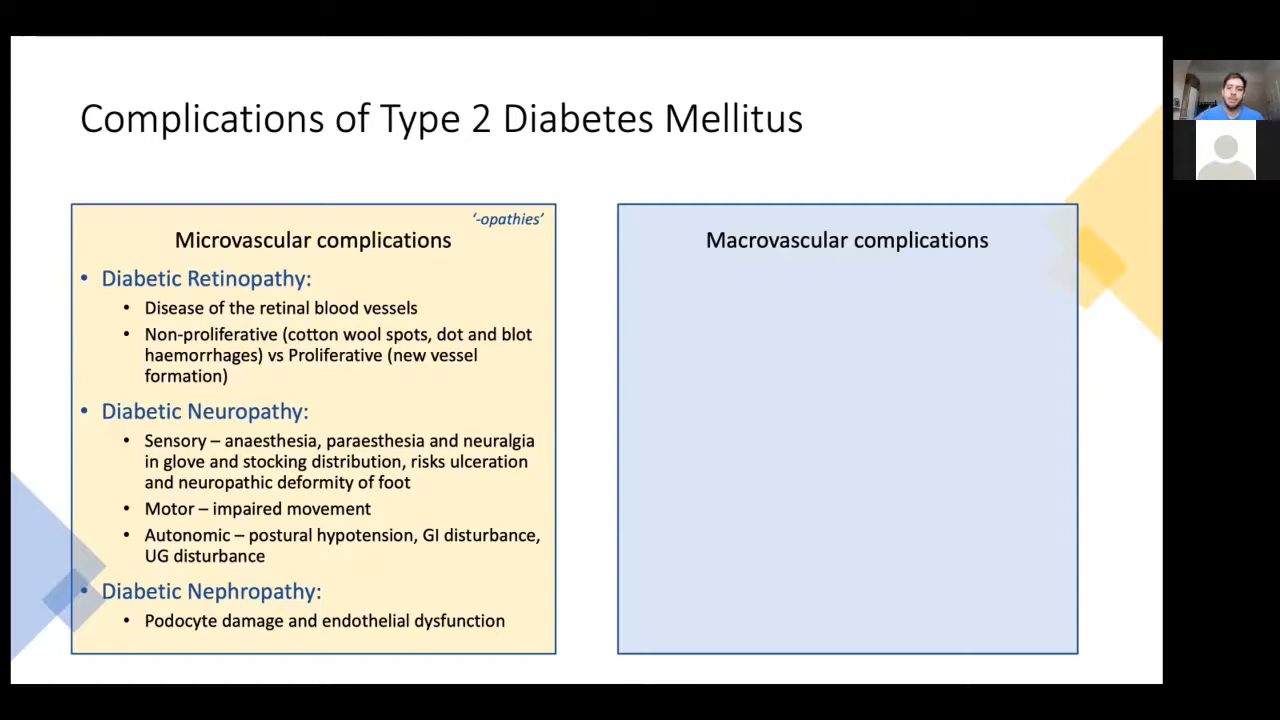 Complications of Type 2 Diabetes Mellitus
‘-opathies’
Microvascular complications
• Diabetic Retinopathy:
• Disease of the retinal blood vessels
• Non-proliferative (cotton wool spots, dot and blot
haemorrhages) vs Proliferative (new vessel
formation)
• Diabetic Neuropathy:
• Sensory – anaesthesia, paraesthesia and neuralgia
in glove and stocking distribution, risks ulceration
and neuropathic deformity of foot
• Motor – impaired movement
• Autonomic – postural hypotension, GI disturbance,
UG disturbance
• Diabetic Nephropathy:
• Podocyte damage and endothelial dysfunction
Macrovascular complications